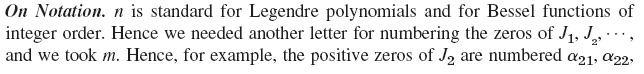 On Notation. n is standard for Legendre polynomials and for Bessel functions of
integer order. Hence we needed another letter for numbering the zeros of J₁, J₂, ⋯ ,
and we took m. Hence, for example, the positive zeros of J₂ are numbered α₂₁, α₂₂,